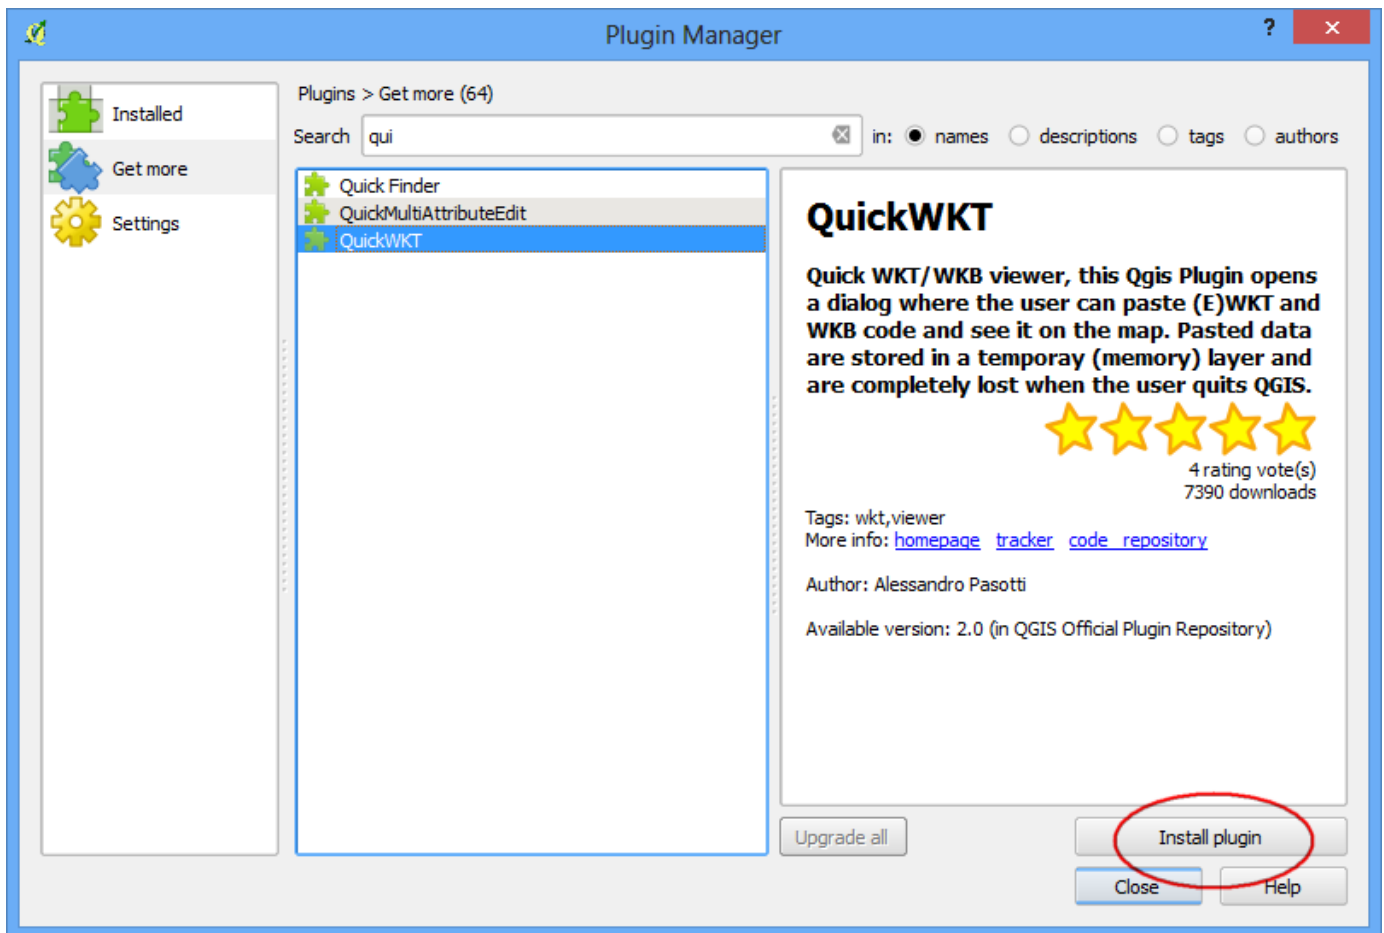 Plugin Manager
?
Installed
Get more
Settings
Plugins > Get more (64)
Search qui in: names descriptions tags authors
Quick Finder
QuickMultiAttributeEdit
QuickWKT
QuickWKT
Quick WKT/WKB viewer, this Qgis Plugin opens
a dialog where the user can paste (E)WKT and
WKB code and see it on the map. Pasted data
are stored in a temporay (memory) layer and
are completely lost when the user quits QGIS.
4 rating vote(s)
7390 downloads
Tags: wkt,viewer
More info: homepage tracker code repository
Author: Alessandro Pasotti
Available version: 2.0 (in QGIS Official Plugin Repository)
Upgrade all Install plugin
Close Help